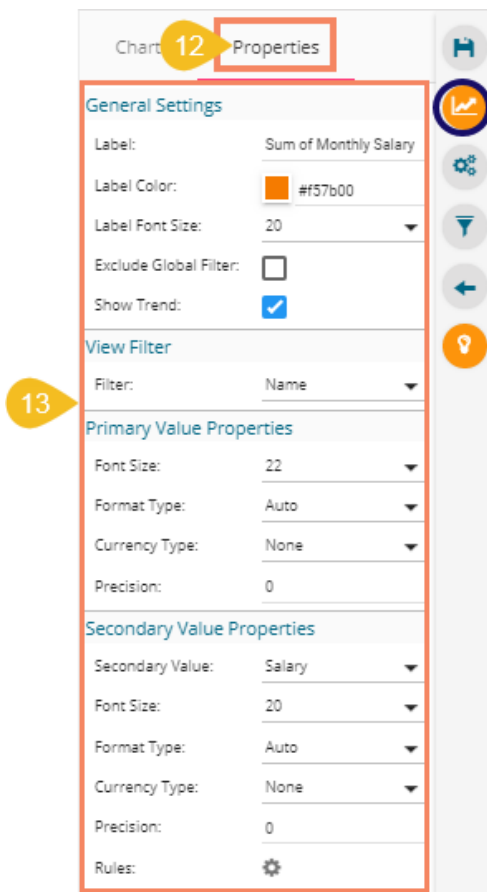 Chart 12 Properties
General Settings
Label: Sum of Monthly Salary
Label Color: #f57b00
Label Font Size: 20
Exclude Global Filter:
Show Trend:
View Filter
Filter: Name
13
Primary Value Properties
Font Size: 22
Format Type: Auto
Currency Type: None
Precision: 0
Secondary Value Properties
Secondary Value: Salary
Font Size: 20
Format Type: Auto
Currency Type: None
Precision: 0
Rules: